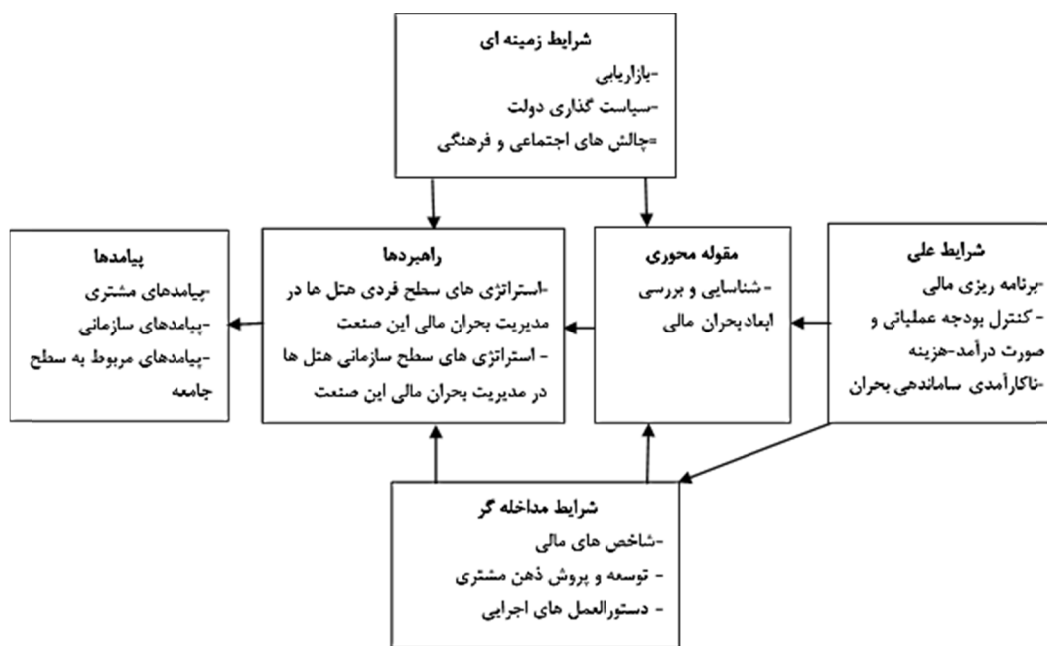 شرایط زمینه ای
-بازاریابی
-سیاست گذاری دولت
=چالش های اجتماعی و فرهنگی
شرایط علی
-برنامه ریزی مالی
- کنترل بودجه عملیاتی و
صورت درآمد-هزینه
-ناکارآمدی ساماندهی بحران
مقوله محوری
- شناسایی و بررسی
ابعادبحران مالی
راهبردها
-استراتژی های سطح فردی هتل ها در
مدیریت بحران مالی این صنعت
- استراتژی های سطح سازمانی هتل ها
در مدیریت بحران مالی این صنعت
پیامدها
-پیامدهای مشتری
-پیامدهای سازمانی
-پیامدهای مربوط به سطح
جامعه
شرایط مداخله گر
-شاخص های مالی
- توسعه و پروش ذهن مشتری
- دستورالعمل های اجرایی